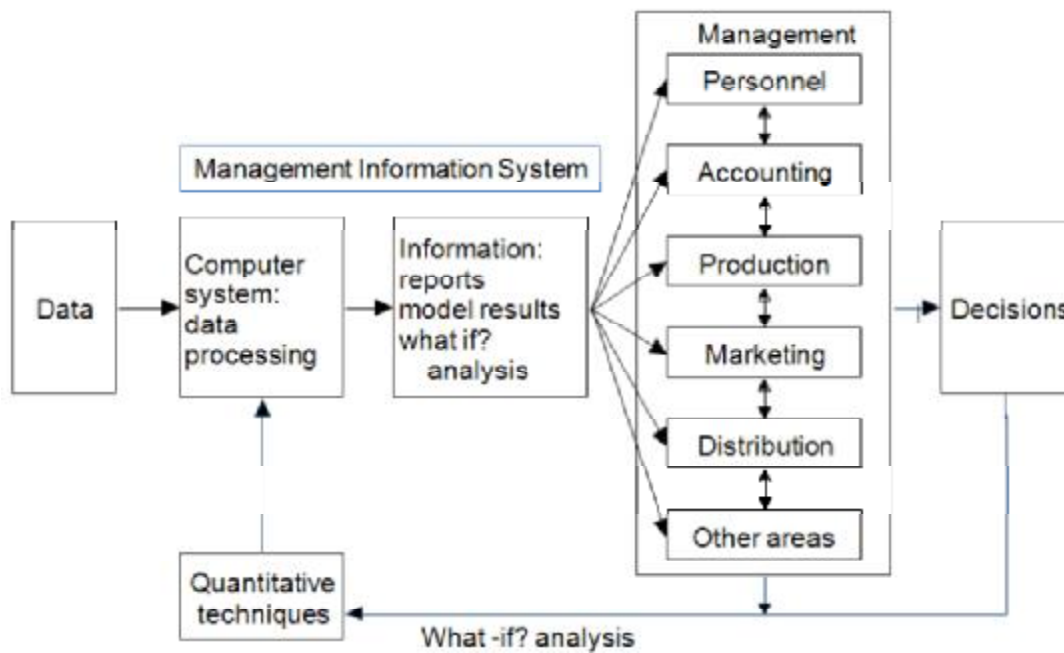 Management
Personnel
Management Information System
Accounting
Data
Computer
system:
data
processing
Information:
reports
model results
what if?
analysis
Production
Marketing
Distribution
Other areas
Decisions
Quantitative
techniques
What -if? analysis